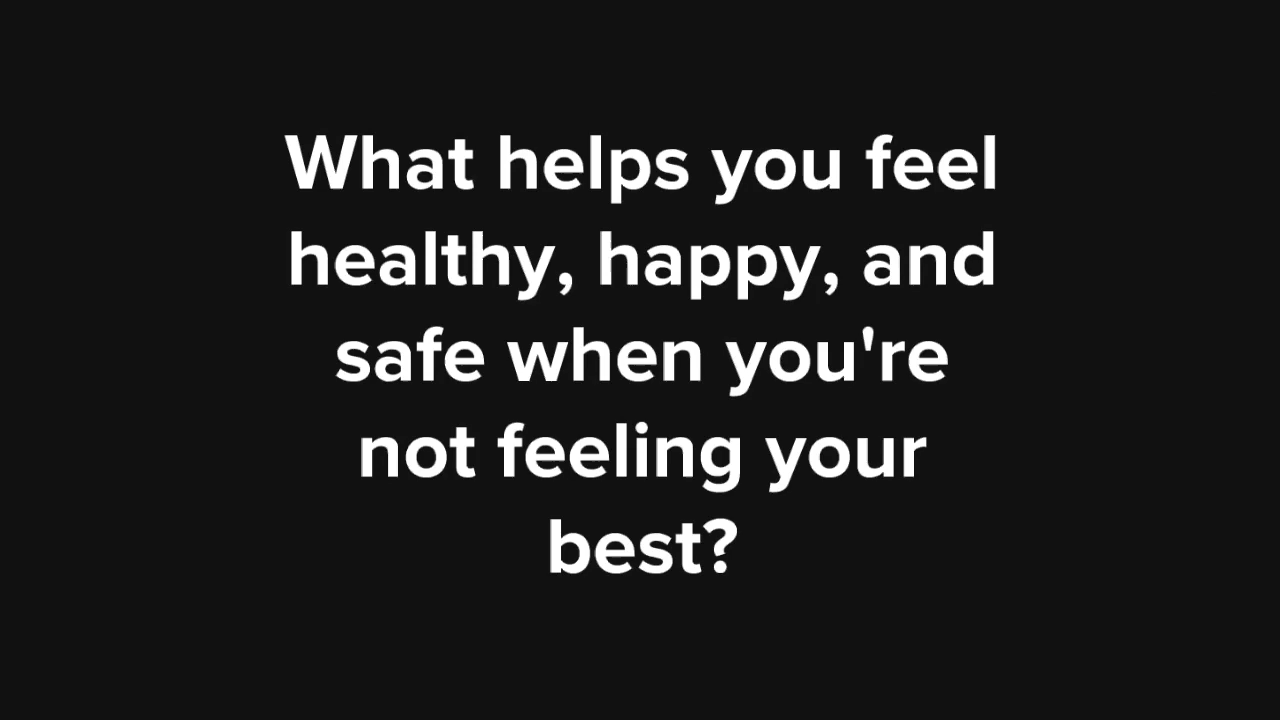 What helps you feel
healthy, happy, and
safe when you're
not feeling your
best?